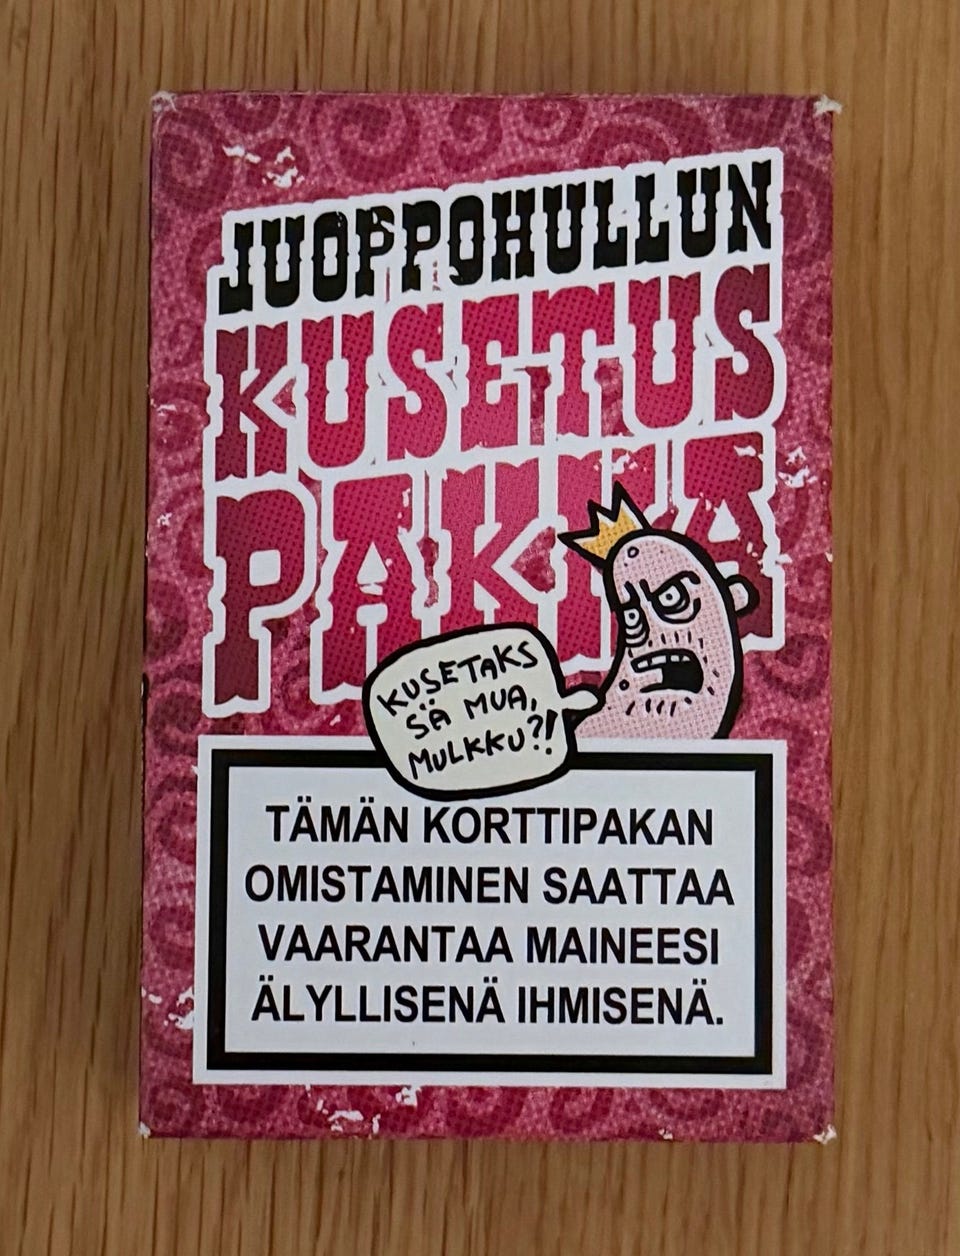 JUOPPOHULLUN
KUSETUS
PAKKA
KUSETAKS
SÄ MUA,
MULKKU?!
TÄMÄN KORTTIPAKAN
OMISTAMINEN SAATTAA
VAARANTAA MAINEESI
ÄLYLLISENÄ IHMISENÄ.